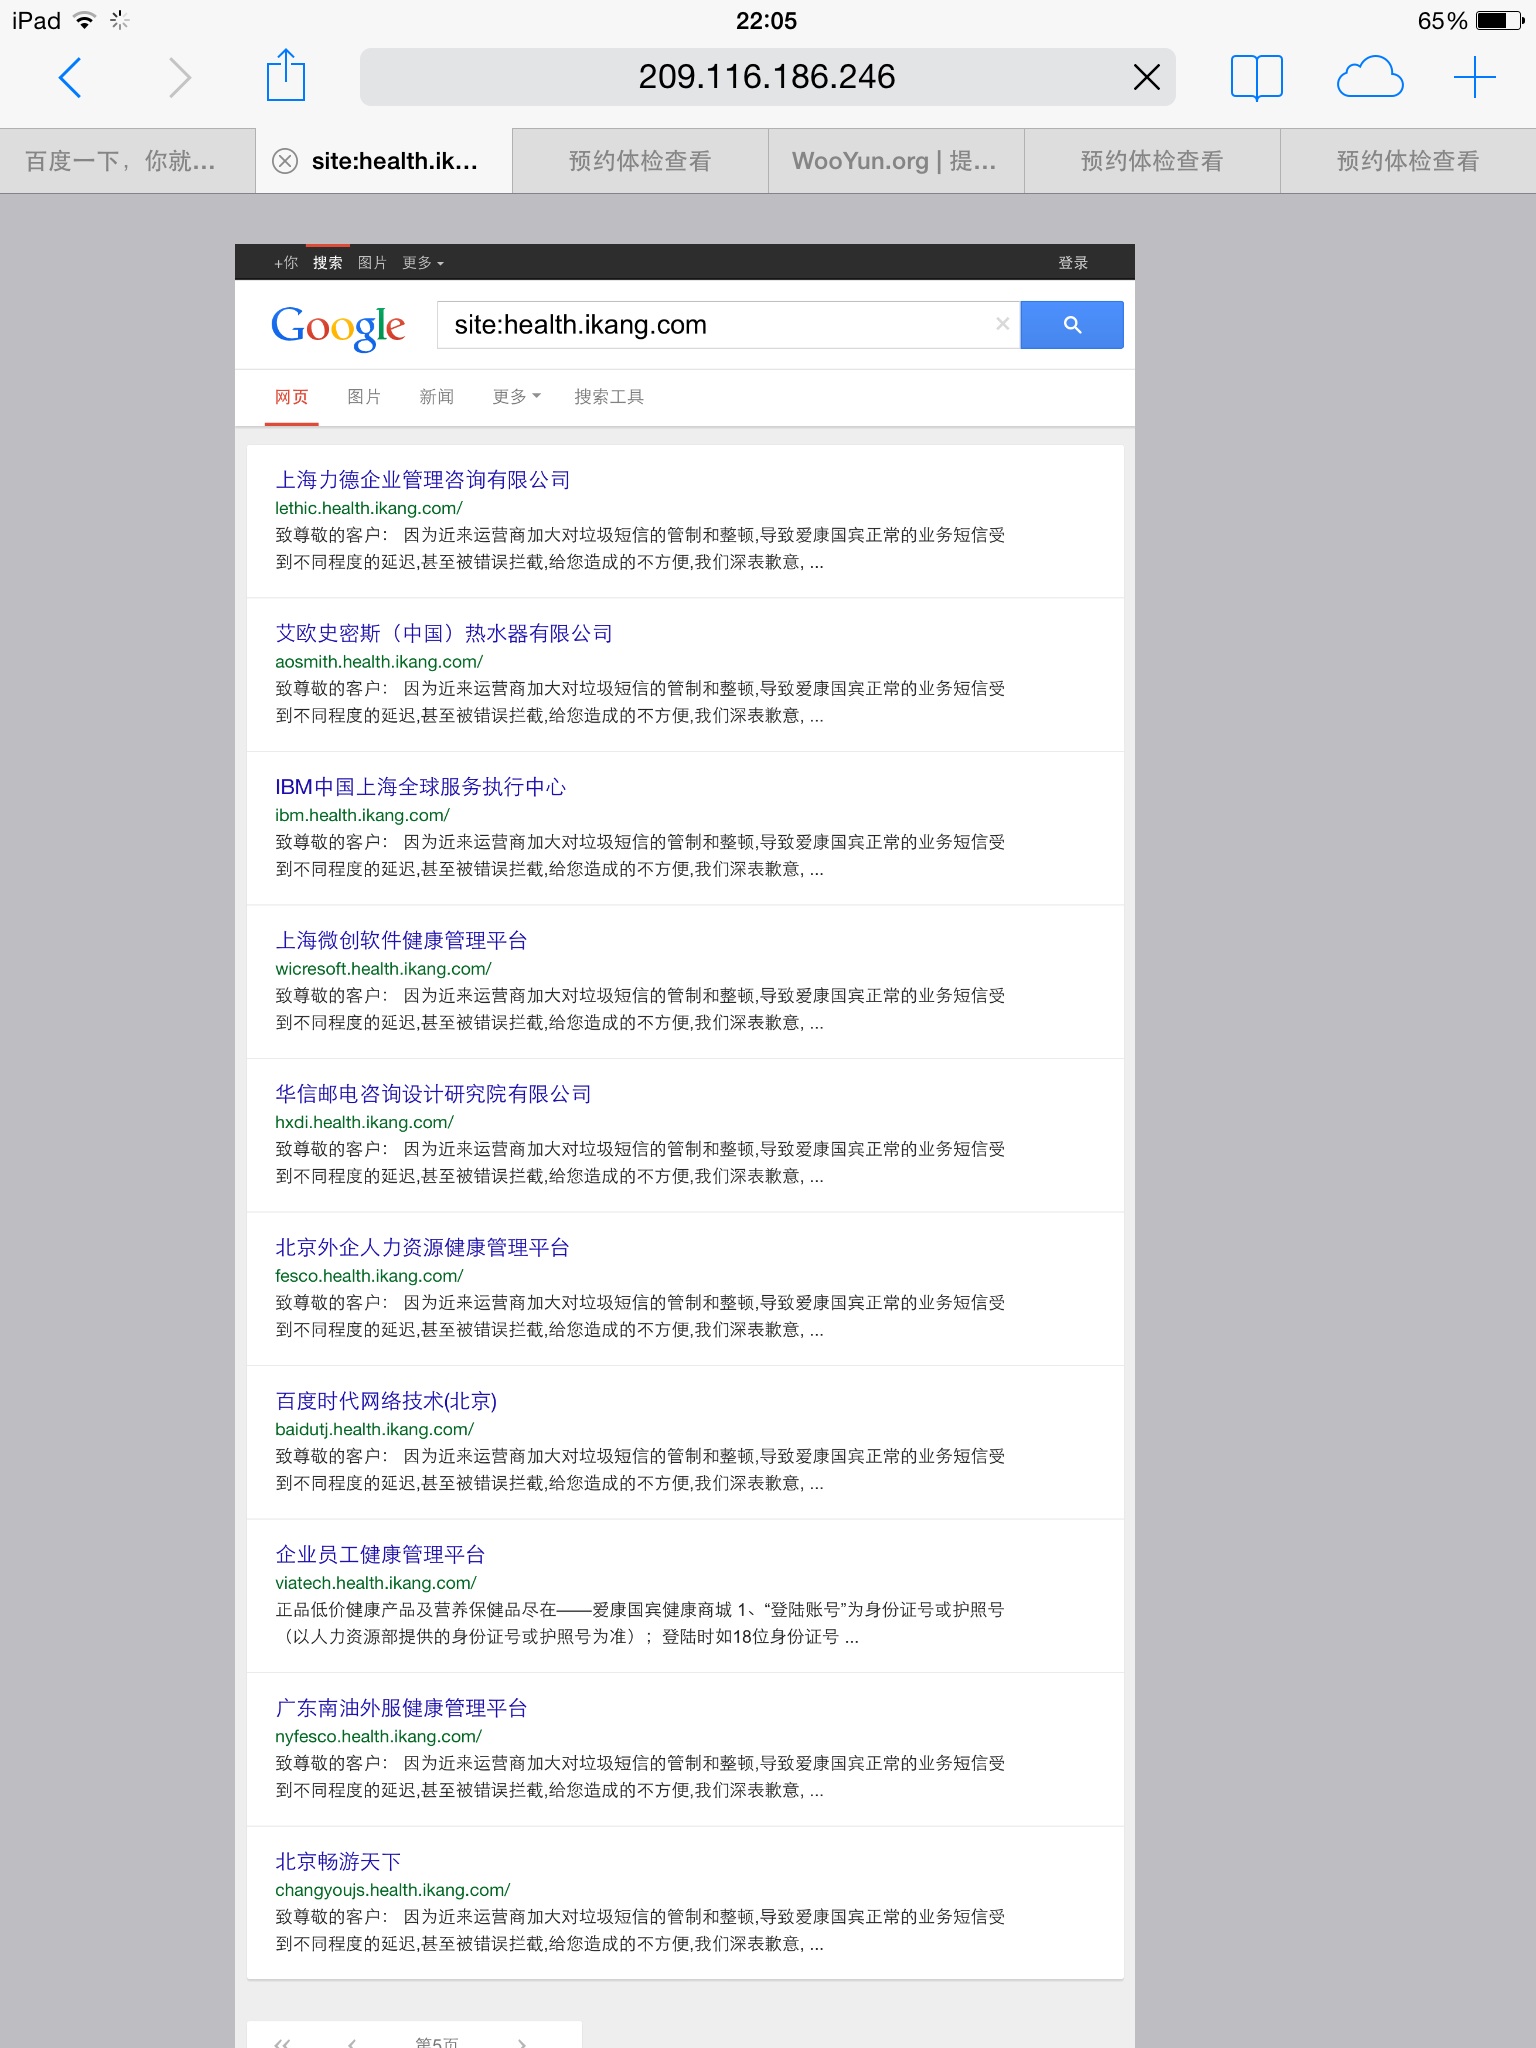 iPad 22:05 65%
209.116.186.246
百度一下，你就... site:health.ik... 预约体检查看 WooYun.org | 提... 预约体检查看 预约体检查看
+你 搜索 图片 更多 登录
Google site:health.ikang.com
网页 图片 新闻 更多 搜索工具
上海力德企业管理咨询有限公司
lethic.health.ikang.com/
致尊敬的客户： 因为近来运营商加大对垃圾短信的管制和整顿,导致爱康国宾正常的业务短信受
到不同程度的延迟,甚至被错误拦截,给您造成的不方便,我们深表歉意, ...
艾欧史密斯（中国）热水器有限公司
aosmith.health.ikang.com/
致尊敬的客户： 因为近来运营商加大对垃圾短信的管制和整顿,导致爱康国宾正常的业务短信受
到不同程度的延迟,甚至被错误拦截,给您造成的不方便,我们深表歉意, ...
IBM中国上海全球服务执行中心
ibm.health.ikang.com/
致尊敬的客户： 因为近来运营商加大对垃圾短信的管制和整顿,导致爱康国宾正常的业务短信受
到不同程度的延迟,甚至被错误拦截,给您造成的不方便,我们深表歉意, ...
上海微创软件健康管理平台
wicresoft.health.ikang.com/
致尊敬的客户： 因为近来运营商加大对垃圾短信的管制和整顿,导致爱康国宾正常的业务短信受
到不同程度的延迟,甚至被错误拦截,给您造成的不方便,我们深表歉意, ...
华信邮电咨询设计研究院有限公司
hxdi.health.ikang.com/
致尊敬的客户： 因为近来运营商加大对垃圾短信的管制和整顿,导致爱康国宾正常的业务短信受
到不同程度的延迟,甚至被错误拦截,给您造成的不方便,我们深表歉意, ...
北京外企人力资源健康管理平台
fesco.health.ikang.com/
致尊敬的客户： 因为近来运营商加大对垃圾短信的管制和整顿,导致爱康国宾正常的业务短信受
到不同程度的延迟,甚至被错误拦截,给您造成的不方便,我们深表歉意, ...
百度时代网络技术(北京)
baidutj.health.ikang.com/
致尊敬的客户： 因为近来运营商加大对垃圾短信的管制和整顿,导致爱康国宾正常的业务短信受
到不同程度的延迟,甚至被错误拦截,给您造成的不方便,我们深表歉意, ...
企业员工健康管理平台
viatech.health.ikang.com/
正品低价健康产品及营养保健品尽在——爱康国宾健康商城 1、“登陆账号”为身份证号或护照号
（以人力资源部提供的身份证号或护照号为准）；登陆时如18位身份证号 ...
广东南油外服健康管理平台
nyfesco.health.ikang.com/
致尊敬的客户： 因为近来运营商加大对垃圾短信的管制和整顿,导致爱康国宾正常的业务短信受
到不同程度的延迟,甚至被错误拦截,给您造成的不方便,我们深表歉意, ...
北京畅游天下
changyoujs.health.ikang.com/
致尊敬的客户： 因为近来运营商加大对垃圾短信的管制和整顿,导致爱康国宾正常的业务短信受
到不同程度的延迟,甚至被错误拦截,给您造成的不方便,我们深表歉意, ...
第5页